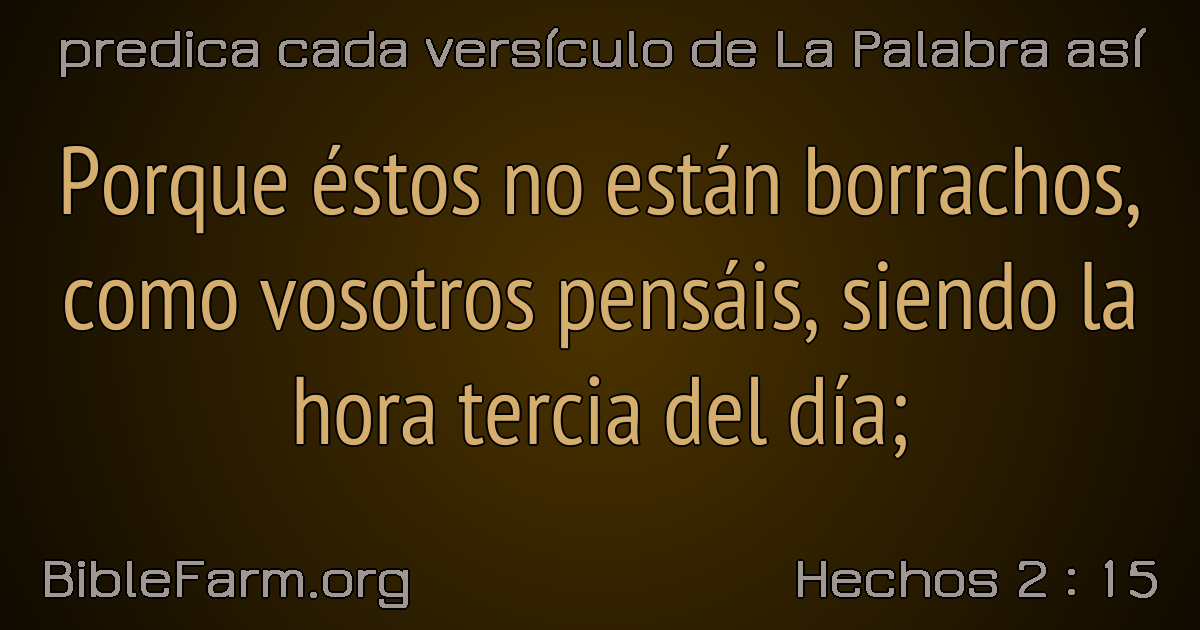 predica cada versículo de La Palabra así
Porque éstos no están borrachos,
como vosotros pensáis, siendo la
hora tercia del día;
BibleFarm.org
Hechos 2 : 15